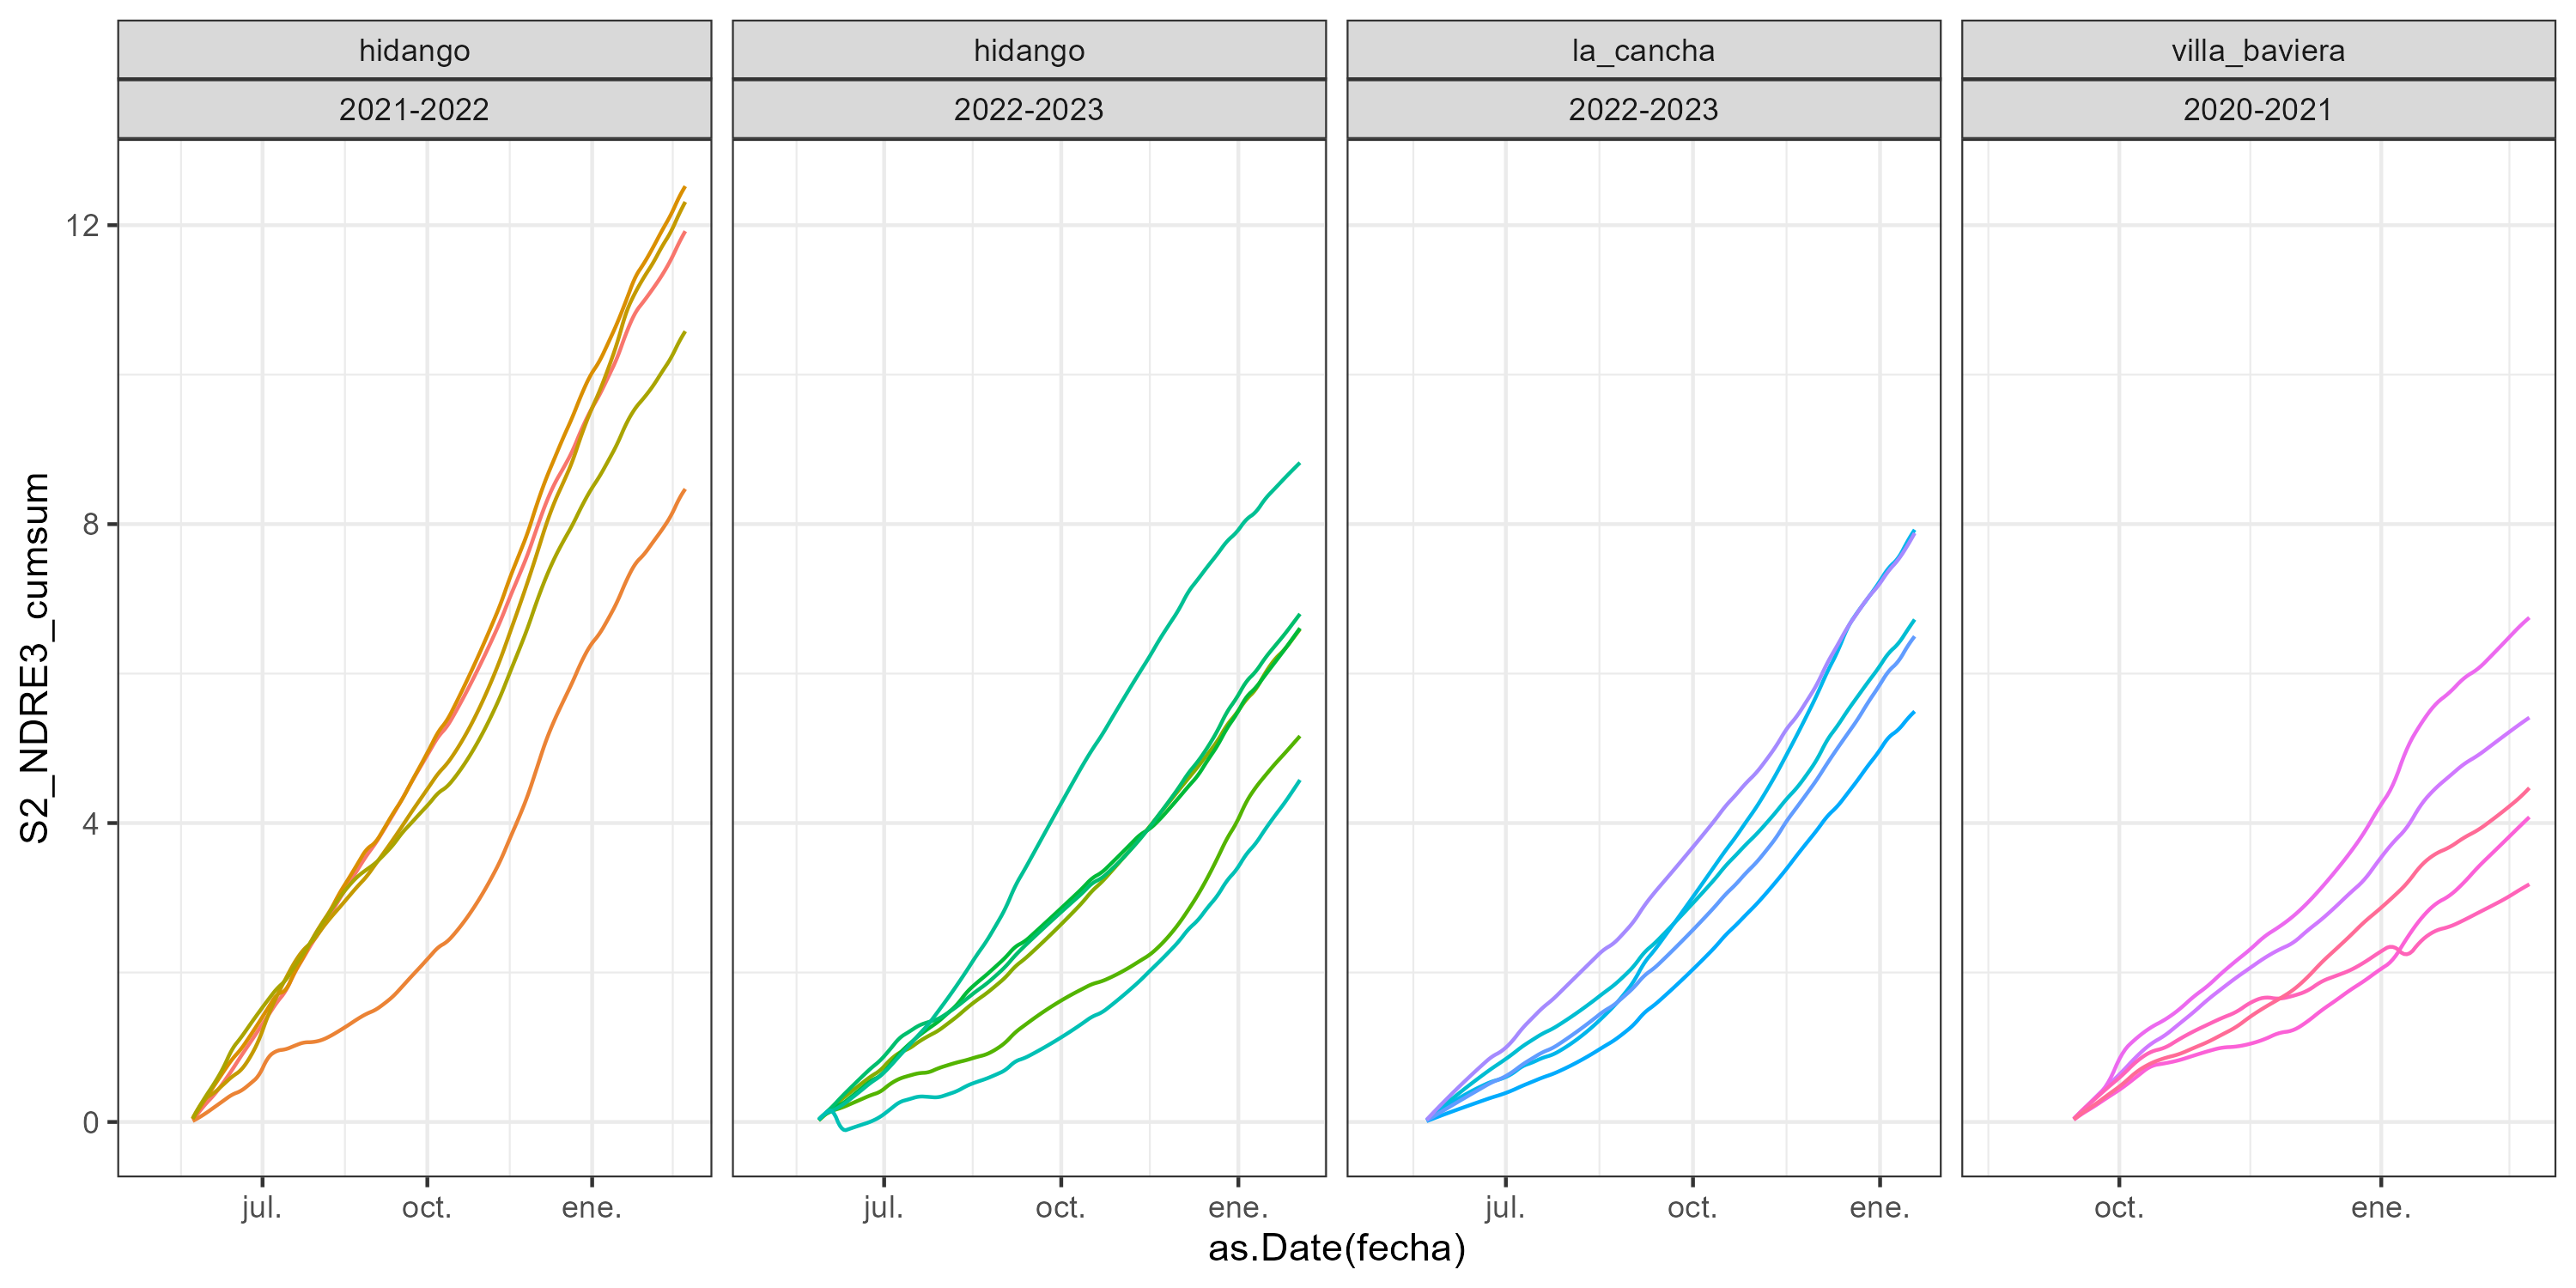 hidango
hidango
la_cancha
villa_baviera
2021-2022
2022-2023
2022-2023
2020-2021
S2_NDRE3_cumsum
12
8
4
0
jul.
oct.
ene.
jul.
oct.
ene.
jul.
oct.
ene.
oct.
ene.
as.Date(fecha)